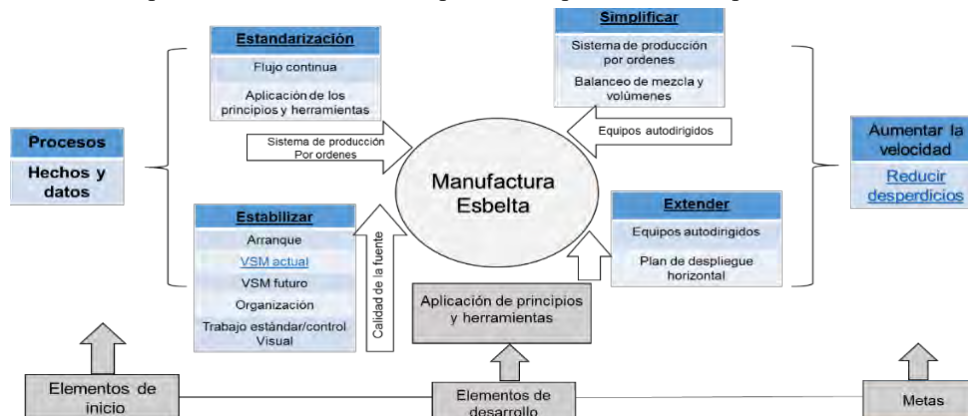 Estandarización
Flujo continua
Aplicación de los
principios y herramientas
Sistema de producción
Por ordenes
Simplificar
Sistema de producción
por ordenes
Balanceo de mezcla y
volúmenes
Equipos autodirigidos
Procesos
Hechos y
datos
Manufactura
Esbelta
Aumentar la
velocidad
Reducir
desperdicios
Estabilizar
Arranque
VSM actual
VSM futuro
Organización
Trabajo estándar/control
Visual
Calidad de la fuente
Extender
Equipos autodirigidos
Plan de despliegue
horizontal
Aplicación de principios
y herramientas
Elementos de
inicio
Elementos de
desarrollo
Metas